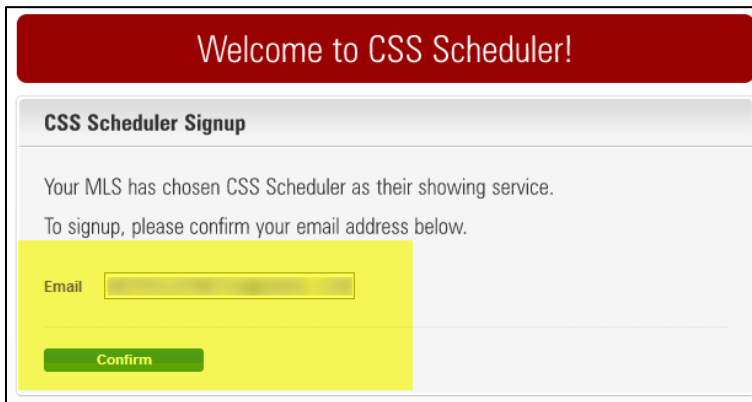 Welcome to CSS Scheduler!
CSS Scheduler Signup
Your MLS has chosen CSS Scheduler as their showing service.
To signup, please confirm your email address below.
Email
Confirm